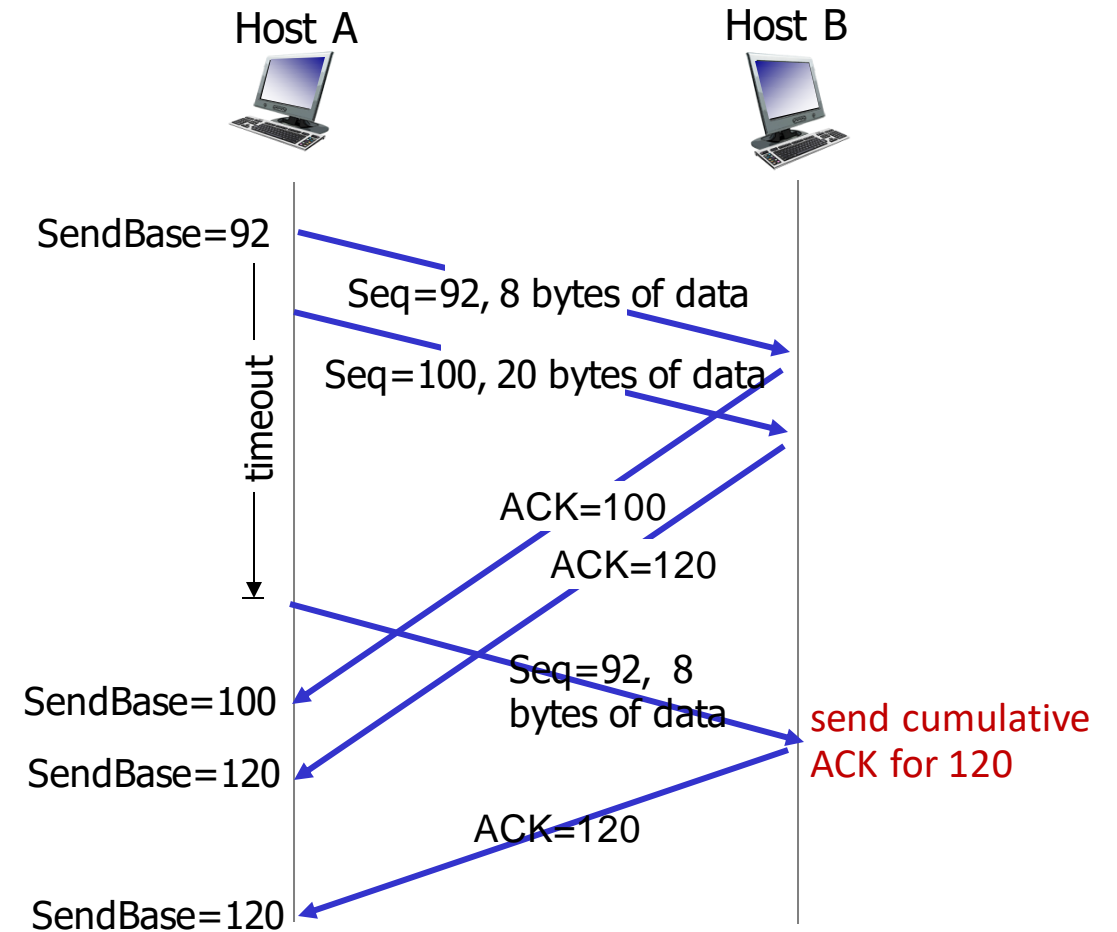 Host A
Host B
SendBase=92
Seq=92, 8 bytes of data
Seq=100, 20 bytes of data
timeout
ACK=100
ACK=120
Seq=92, 8
bytes of data
SendBase=100
send cumulative
ACK for 120
SendBase=120
ACK=120
SendBase=120